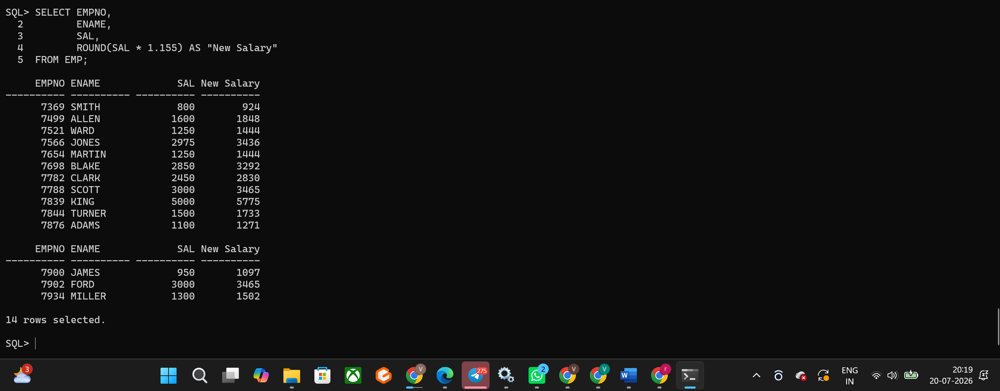 SQL> SELECT EMPNO,
  2         ENAME,
  3         SAL,
  4         ROUND(SAL * 1.155) AS "New Salary"
  5  FROM EMP;

     EMPNO ENAME             SAL New Salary
---------- ---------- ---------- ----------
      7369 SMITH             800        924
      7499 ALLEN            1600       1848
      7521 WARD             1250       1444
      7566 JONES            2975       3436
      7654 MARTIN           1250       1444
      7698 BLAKE            2850       3292
      7782 CLARK            2450       2830
      7788 SCOTT            3000       3465
      7839 KING             5000       5775
      7844 TURNER           1500       1733
      7876 ADAMS            1100       1271

     EMPNO ENAME             SAL New Salary
---------- ---------- ---------- ----------
      7900 JAMES             950       1097
      7902 FORD             3000       3465
      7934 MILLER           1300       1502

14 rows selected.

SQL>
3
V
275
2
V
V
W
r
ENG
IN
20:19
20-07-2026